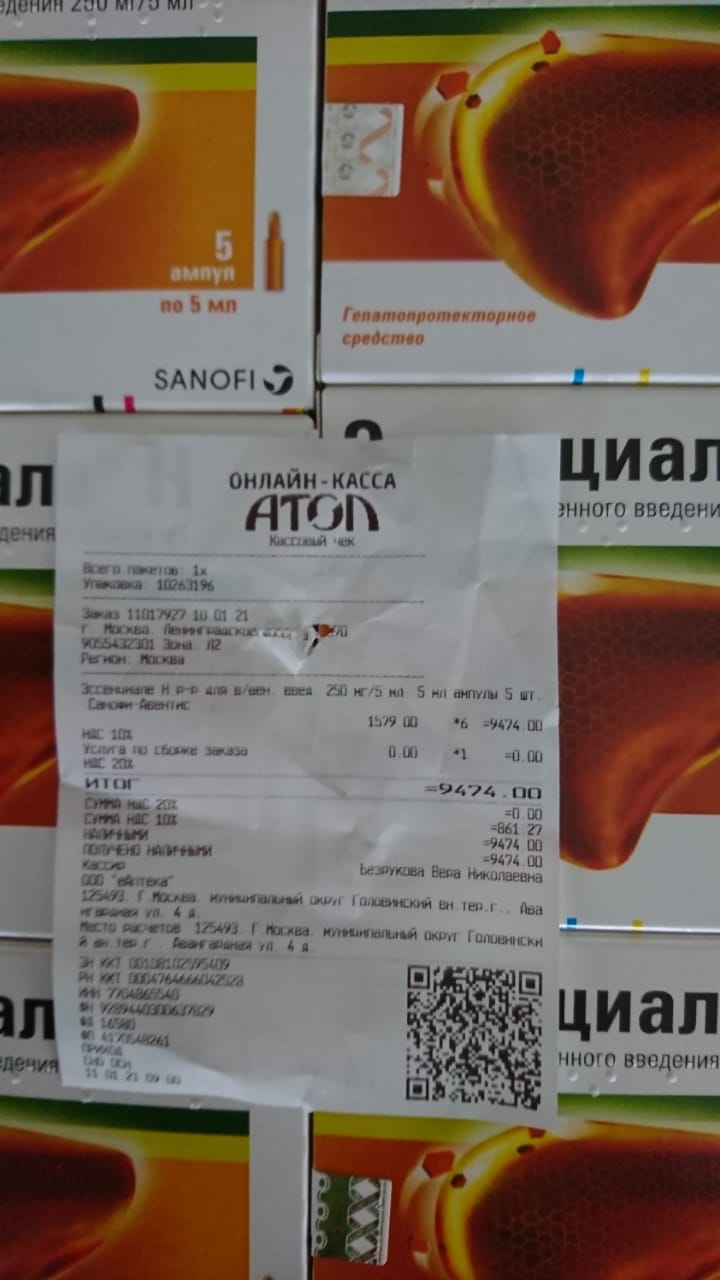 едения 250 мг/5 мл
5
ампул
по 5 мл
SANOFI
Гепатопротекторное
средство
циал
енного введени
ал
дения
ОНЛАЙН-КАССА
АТОЛ
Кассовый чек
Всего пакетов: 1x
Упаковка: 10263196
Заказ 11017927 10.01.21
г. Москва, Ленинградское
9055432301 Зона: Л2
Регион: Москва
Эссенциале Н р-р для в/вен. введ. 250 мг/5 мл 5 мл ампулы 5 шт.
Санофи-Авентис
1579.00 *6 =9474.00
НДС 10%
Услуга по сборке заказа 0.00 *1 =0.00
НДС 20%
ИТОГ =9474.00
СУММА НДС 20% =0.00
СУММА НДС 10% =861.27
НАЛИЧНЫМИ =9474.00
ПОЛУЧЕНО НАЛИЧНЫМИ =9474.00
Кассир Безрукова Вера Николаевна
ООО "еАптека"
125493, Г.Москва, муниципальный округ Головинский вн.тер.г., Ава
нгардная ул, 4 д.
Место расчетов 125493, Г.Москва, муниципальный округ Головински
й вн.тер.г., Авангардная ул, 4 д.
ЗН ККТ 00108102595409
РН ККТ 0004764666042528
ИНН 7704865540
ФН 9289440300637829
ФД 16580
ФП 4170548261
ПРИХОД
СНО ОСН
11.01.21 09:00
ал
едения
циал
нного введения